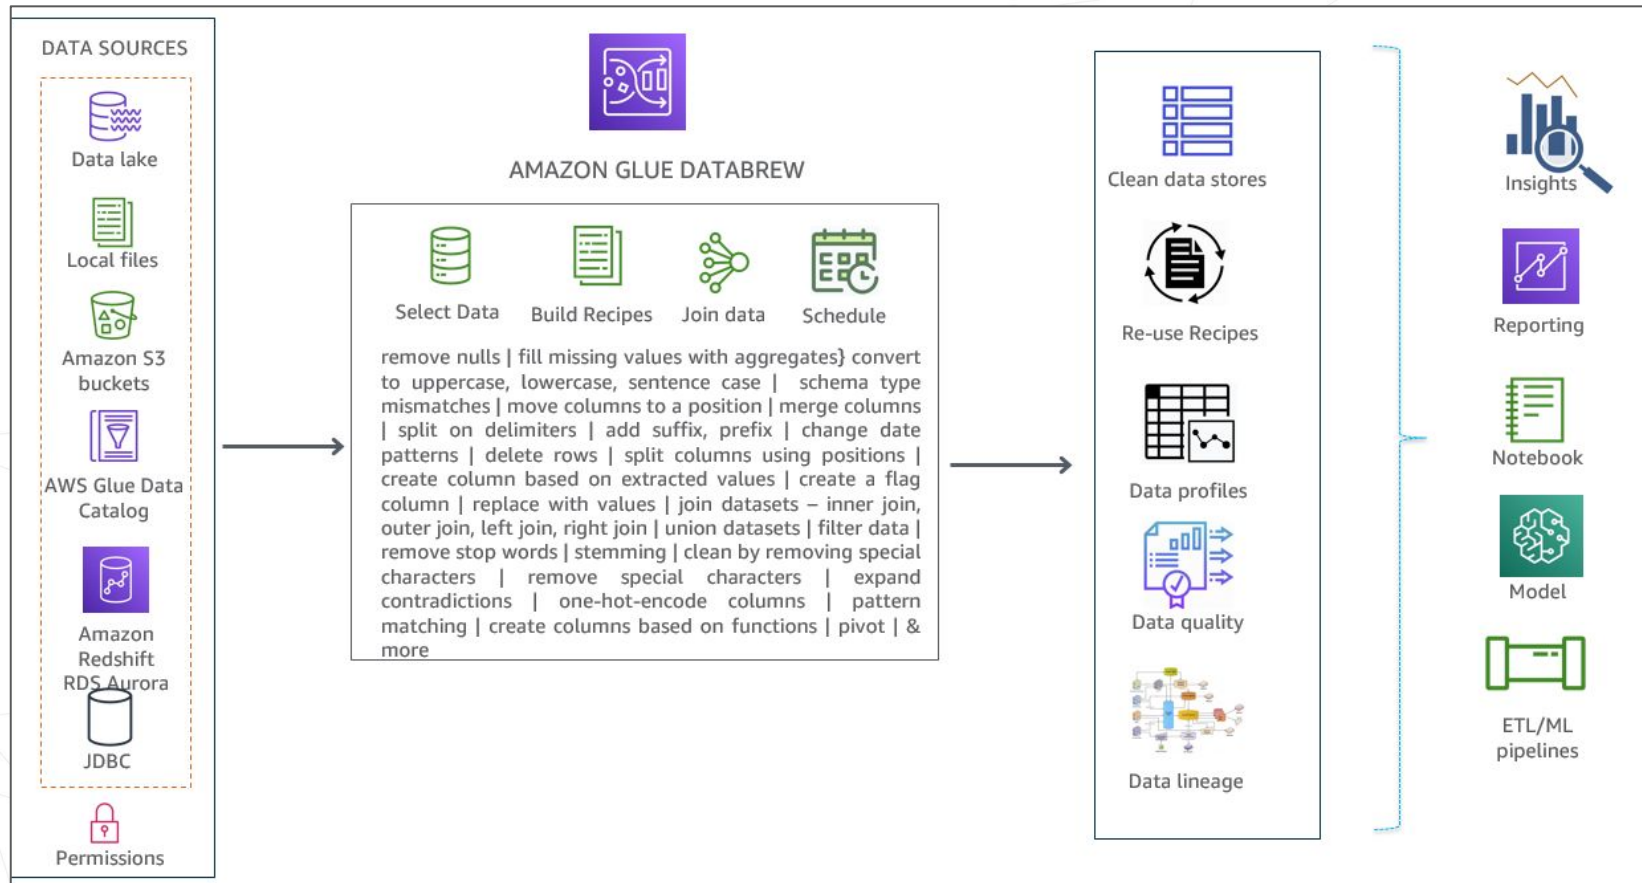 DATA SOURCES
Data lake
Local files
Amazon S3
buckets
AWS Glue Data
Catalog
Amazon
Redshift
RDS Aurora
JDBC
Permissions
AMAZON GLUE DATABREW
Select Data
Build Recipes
Join data
Schedule
remove nulls | fill missing values with aggregates} convert
to uppercase, lowercase, sentence case | schema type
mismatches | move columns to a position | merge columns
| split on delimiters | add suffix, prefix | change date
patterns | delete rows | split columns using positions |
create column based on extracted values | create a flag
column | replace with values | join datasets – inner join,
outer join, left join, right join | union datasets | filter data |
remove stop words | stemming | clean by removing special
characters | remove special characters | expand
contradictions | one-hot-encode columns | pattern
matching | create columns based on functions | pivot | &
more
Clean data stores
Re-use Recipes
Data profiles
Data quality
Data lineage
Insights
Reporting
Notebook
Model
ETL/ML
pipelines